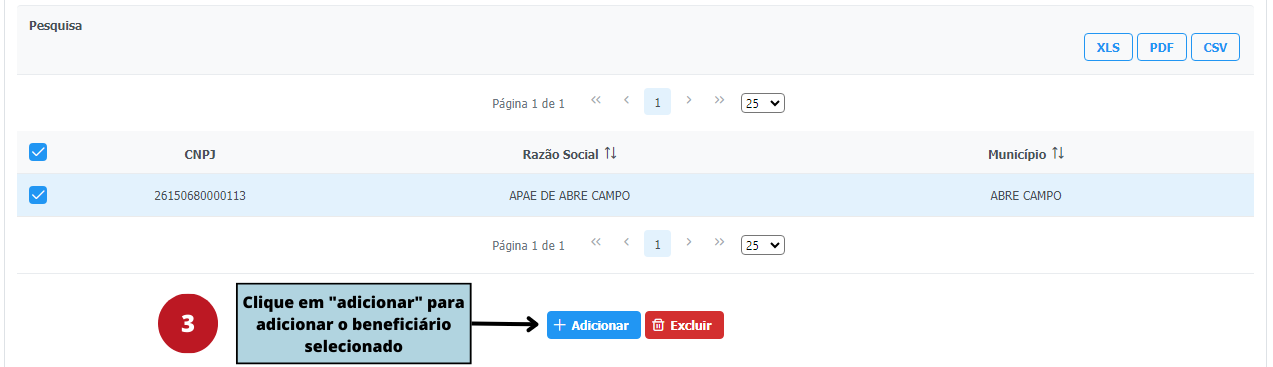 Pesquisa
XLS PDF CSV
Página 1 de 1 1 25
CNPJ Razão Social Município
26150680000113 APAE DE ABRE CAMPO ABRE CAMPO
Página 1 de 1 1 25
3
Clique em "adicionar" para
adicionar o beneficiário
selecionado
Adicionar Excluir